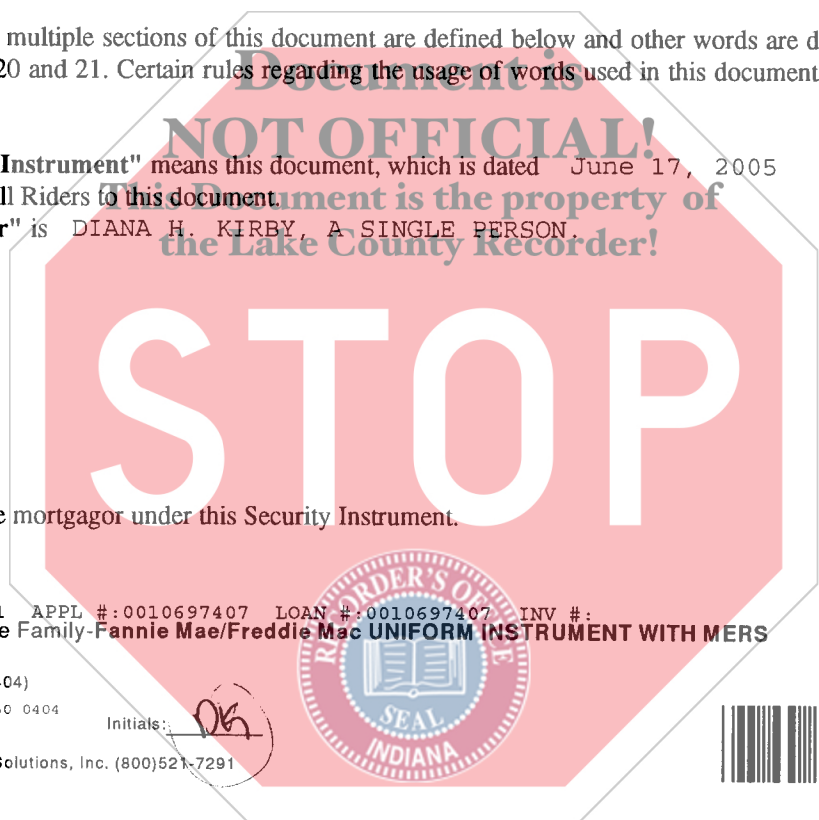 multiple sections of this document are defined below and other words are d
20 and 21. Certain rules regarding the usage of words used in this document
Document is
NOT OFFICIAL!
Instrument" means this document, which is dated June 17, 2005
ll Riders to this document.
This Document is the property of
r" is DIANA H. KIRBY, A SINGLE PERSON.
the Lake County Recorder!
STOP
e mortgagor under this Security Instrument.
APPL #:0010697407 LOAN #:0010697407 INV #:
e Family-Fannie Mae/Freddie Mac UNIFORM INSTRUMENT WITH MERS
04)
0 0404
Initials: DK
Solutions, Inc. (800)521-7291
RECORDER'S OFFICE
SEAL
INDIANA